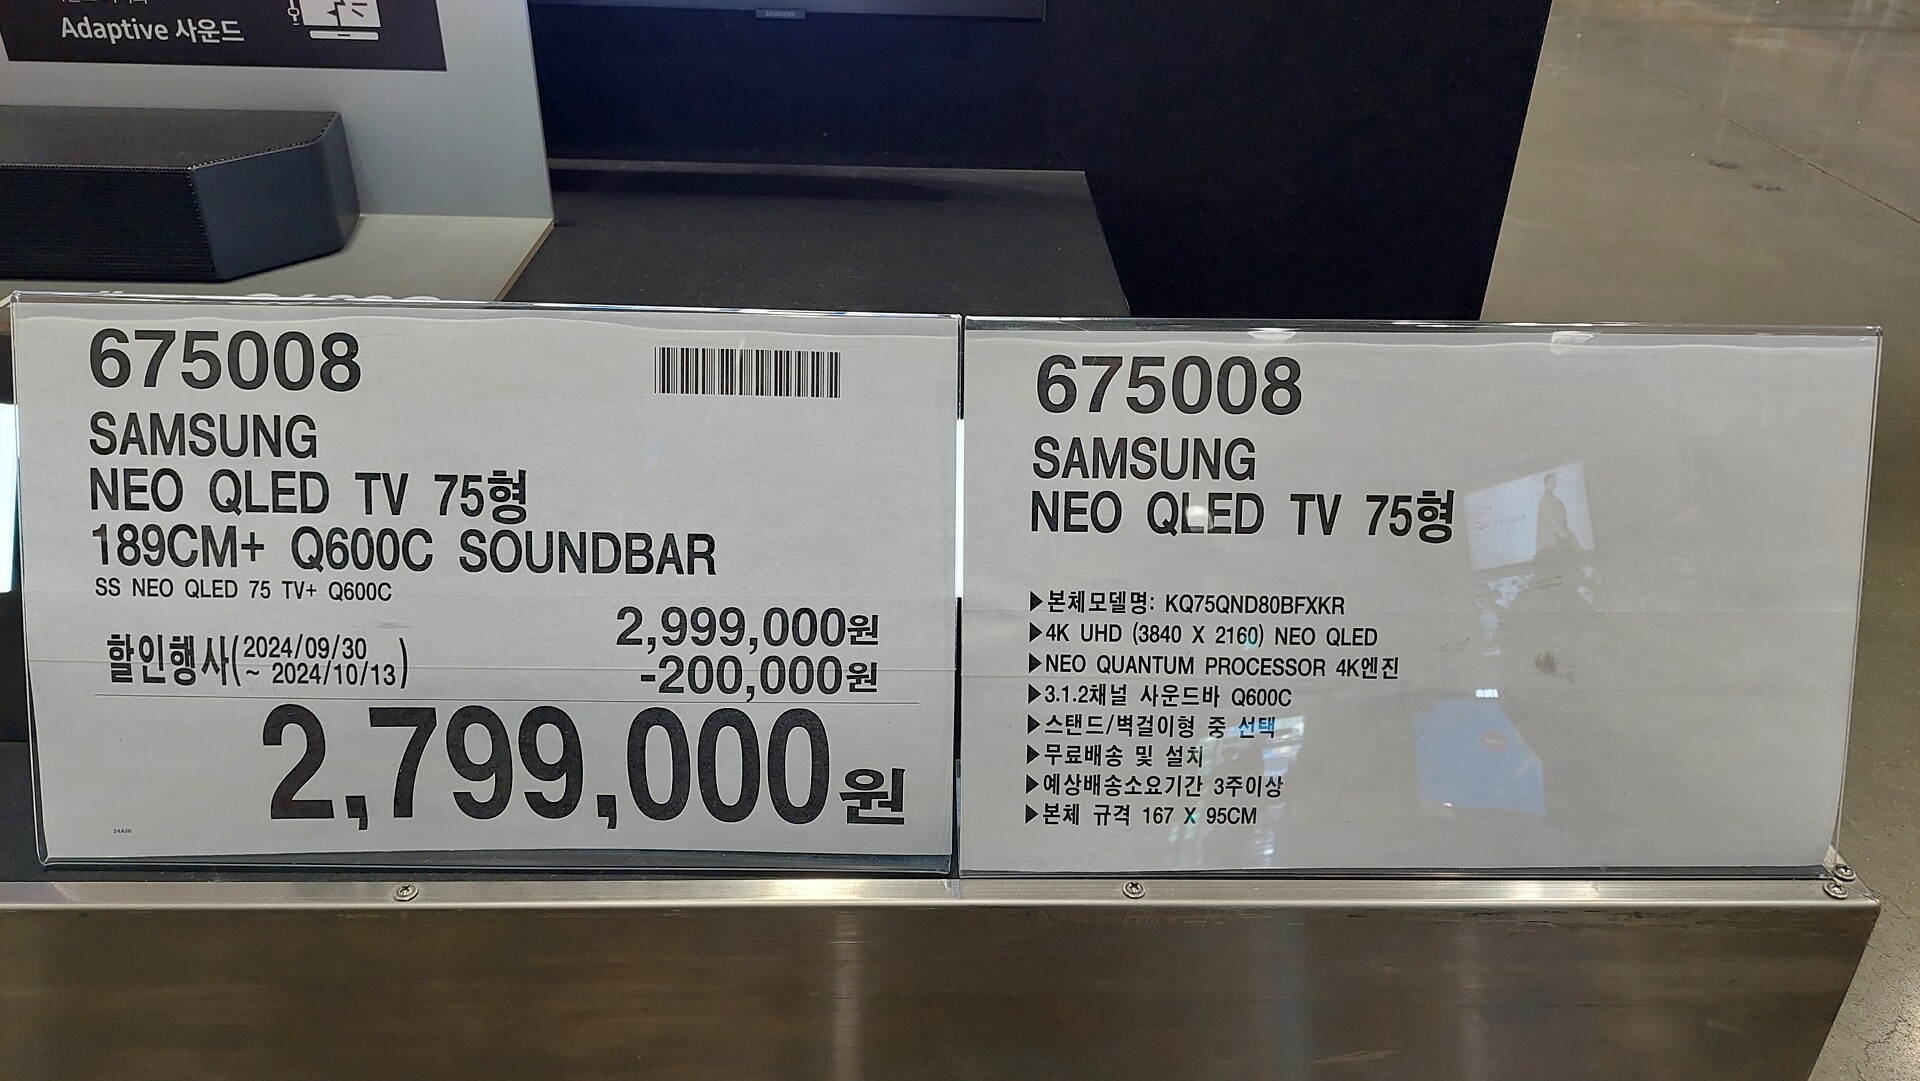 Adaptive 사운드
SAMSUNG
675008
SAMSUNG
NEO QLED TV 75형
189CM+ Q600C SOUNDBAR
SS NEO QLED 75 TV+ Q600C
2,999,000원
할인행사(2024/09/30
~ 2024/10/13)
-200,000원
2,799,000원
24ARI
675008
SAMSUNG
NEO QLED TV 75형
▶본체모델명: KQ75QND80BFXKR
▶4K UHD (3840 X 2160) NEO QLED
▶NEO QUANTUM PROCESSOR 4K엔진
▶3.1.2채널 사운드바 Q600C
▶스탠드/벽걸이형 중 선택
▶무료배송 및 설치
▶예상배송소요기간 3주이상
▶본체 규격 167 X 95CM